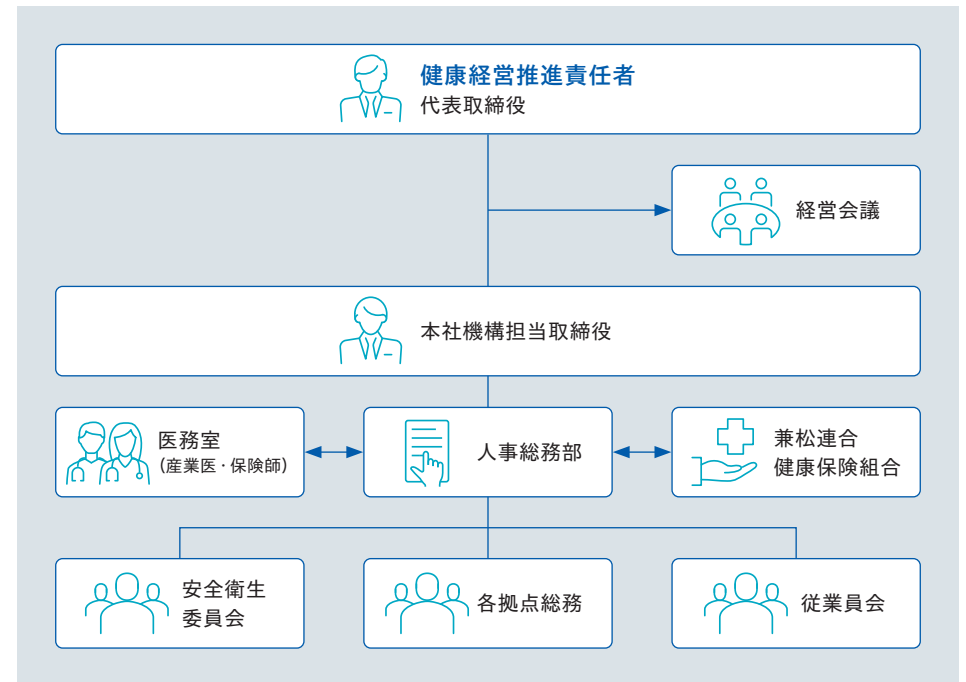 健康経営推進責任者
代表取締役
経営会議
本社機構担当取締役
医務室
(産業医・保険師)
人事総務部
兼松連合
健康保険組合
安全衛生
委員会
各拠点総務
従業員会